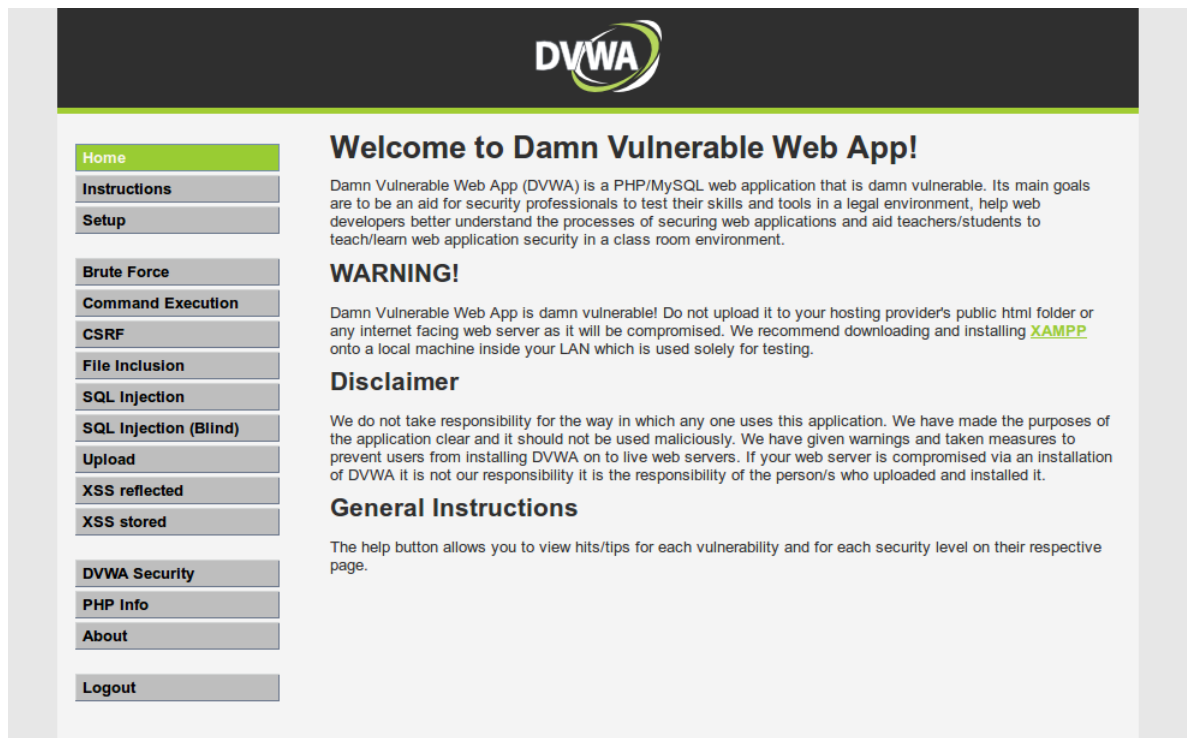 DVWA
Home
Instructions
Setup
Brute Force
Command Execution
CSRF
File Inclusion
SQL Injection
SQL Injection (Blind)
Upload
XSS reflected
XSS stored
DVWA Security
PHP Info
About
Logout
Welcome to Damn Vulnerable Web App!
Damn Vulnerable Web App (DVWA) is a PHP/MySQL web application that is damn vulnerable. Its main goals
are to be an aid for security professionals to test their skills and tools in a legal environment, help web
developers better understand the processes of securing web applications and aid teachers/students to
teach/learn web application security in a class room environment.
WARNING!
Damn Vulnerable Web App is damn vulnerable! Do not upload it to your hosting provider's public html folder or
any internet facing web server as it will be compromised. We recommend downloading and installing XAMPP
onto a local machine inside your LAN which is used solely for testing.
Disclaimer
We do not take responsibility for the way in which any one uses this application. We have made the purposes of
the application clear and it should not be used maliciously. We have given warnings and taken measures to
prevent users from installing DVWA on to live web servers. If your web server is compromised via an installation
of DVWA it is not our responsibility it is the responsibility of the person/s who uploaded and installed it.
General Instructions
The help button allows you to view hits/tips for each vulnerability and for each security level on their respective
page.